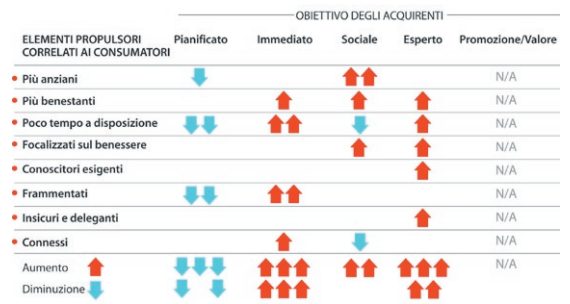 OBIETTIVO DEGLI ACQUIRENTI
ELEMENTI PROPULSORI
CORRELATI AI CONSUMATORI
Pianificato Immediato Sociale Esperto Promozione/Valore
Più anziani N/A
Più benestanti N/A
Poco tempo a disposizione N/A
Focalizzati sul benessere N/A
Conoscitori esigenti N/A
Frammentati N/A
Insicuri e deleganti N/A
Connessi N/A
Aumento N/A
Diminuzione